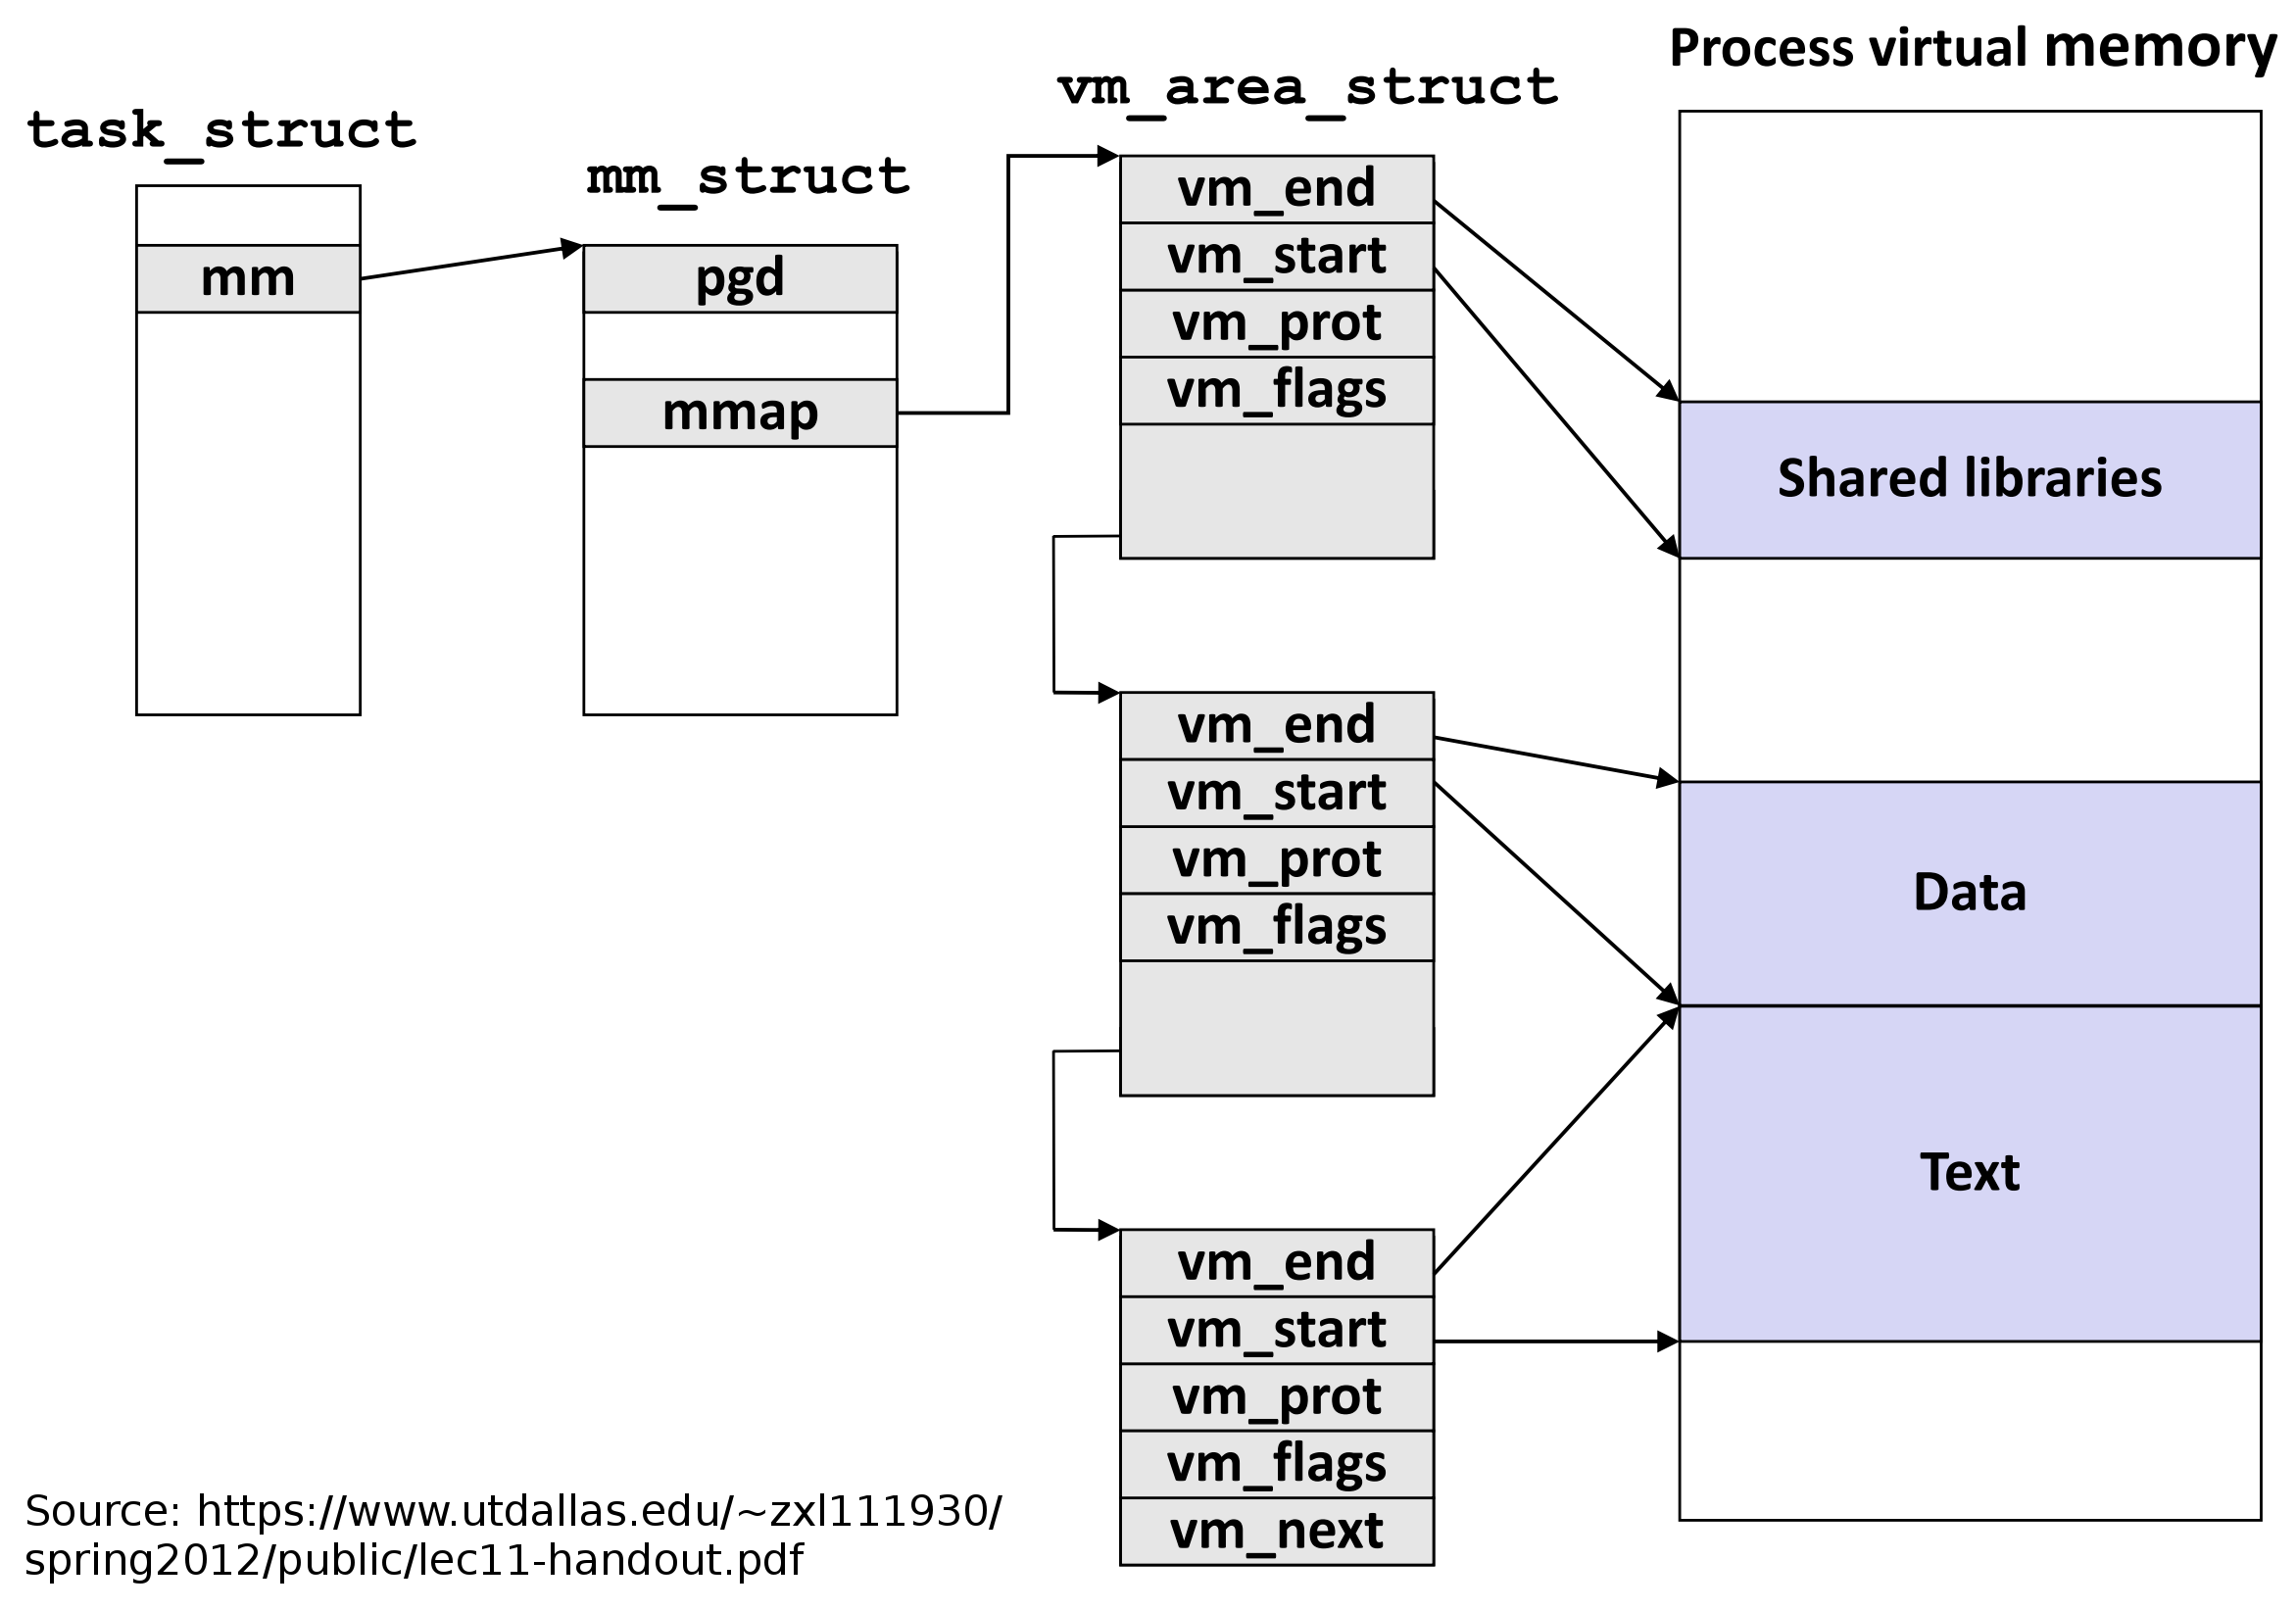 Process virtual memory
vm_area_struct
task_struct
mm_struct
mm
pgd
mmap
vm_end
vm_start
vm_prot
vm_flags
vm_end
vm_start
vm_prot
vm_flags
vm_end
vm_start
vm_prot
vm_flags
vm_next
Shared libraries
Data
Text
Source: https://www.utdallas.edu/~zxl111930/
spring2012/public/lec11-handout.pdf